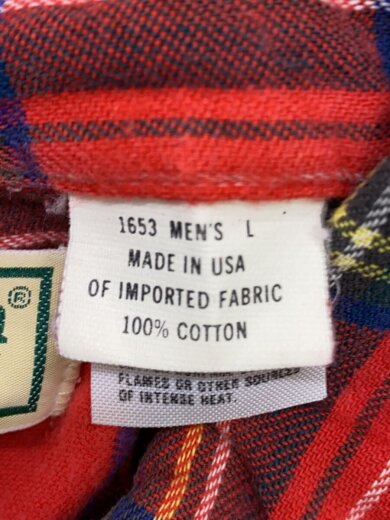 1653 MEN'S L
MADE IN USA
OF IMPORTED FABRIC
100% COTTON
®
FLAMES OR OTHER SOURCES
OF INTENSE HEAT.